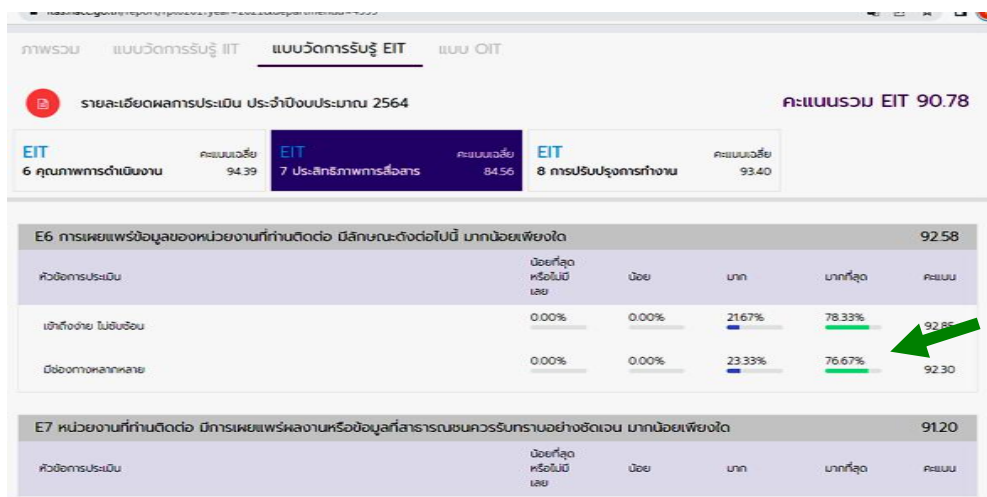 ภาพรวม แบบวัดการรับรู้ IIT แบบวัดการรับรู้ EIT แบบ OIT
รายละเอียดผลการประเมิน ประจำปีงบประมาณ 2564 คะแนนรวม EIT 90.78
EIT คะแนนเฉลี่ย EIT คะแนนเฉลี่ย EIT คะแนนเฉลี่ย
6 คุณภาพการดำเนินงาน 94.39 7 ประสิทธิภาพการสื่อสาร 84.56 8 การปรับปรุงการทำงาน 93.40
E6 การเผยแพร่ข้อมูลของหน่วยงานที่ท่านติดต่อ มีลักษณะดังต่อไปนี้ มากน้อยเพียงใด 92.58
หัวข้อการประเมิน น้อยที่สุด หรือไม่มี เลย น้อย มาก มากที่สุด คะแนน
เข้าถึงง่าย ไม่ซับซ้อน 0.00% 0.00% 21.67% 78.33% 92.85
มีช่องทางหลากหลาย 0.00% 0.00% 23.33% 76.67% 92.30
E7 หน่วยงานที่ท่านติดต่อ มีการเผยแพร่ผลงานหรือข้อมูลที่สาธารณชนควรรับทราบอย่างชัดเจน มากน้อยเพียงใด 91.20
หัวข้อการประเมิน น้อยที่สุด หรือไม่มี เลย น้อย มาก มากที่สุด คะแนน